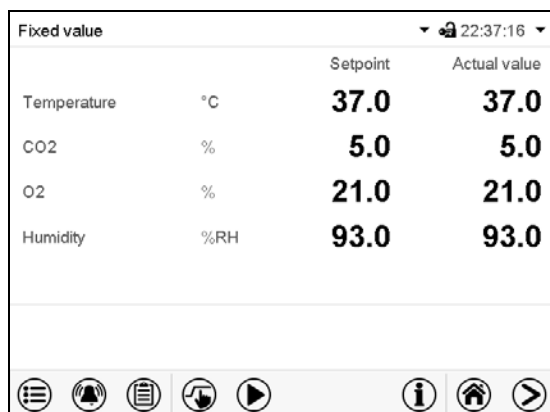 Fixed value 22:37:16
Setpoint Actual value
Temperature °C 37.0 37.0
CO2 % 5.0 5.0
O2 % 21.0 21.0
Humidity %RH 93.0 93.0